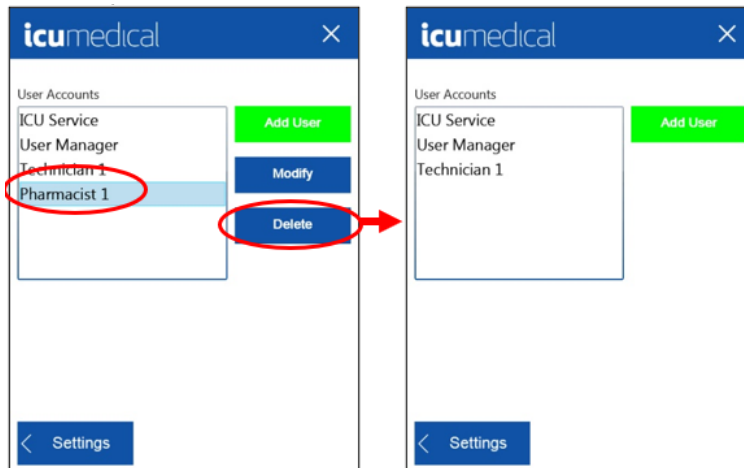 icumedical
User Accounts
ICU Service
User Manager
Technician 1
Pharmacist 1
Add User
Modify
Delete
Settings
icumedical
User Accounts
ICU Service
User Manager
Technician 1
Add User
Settings